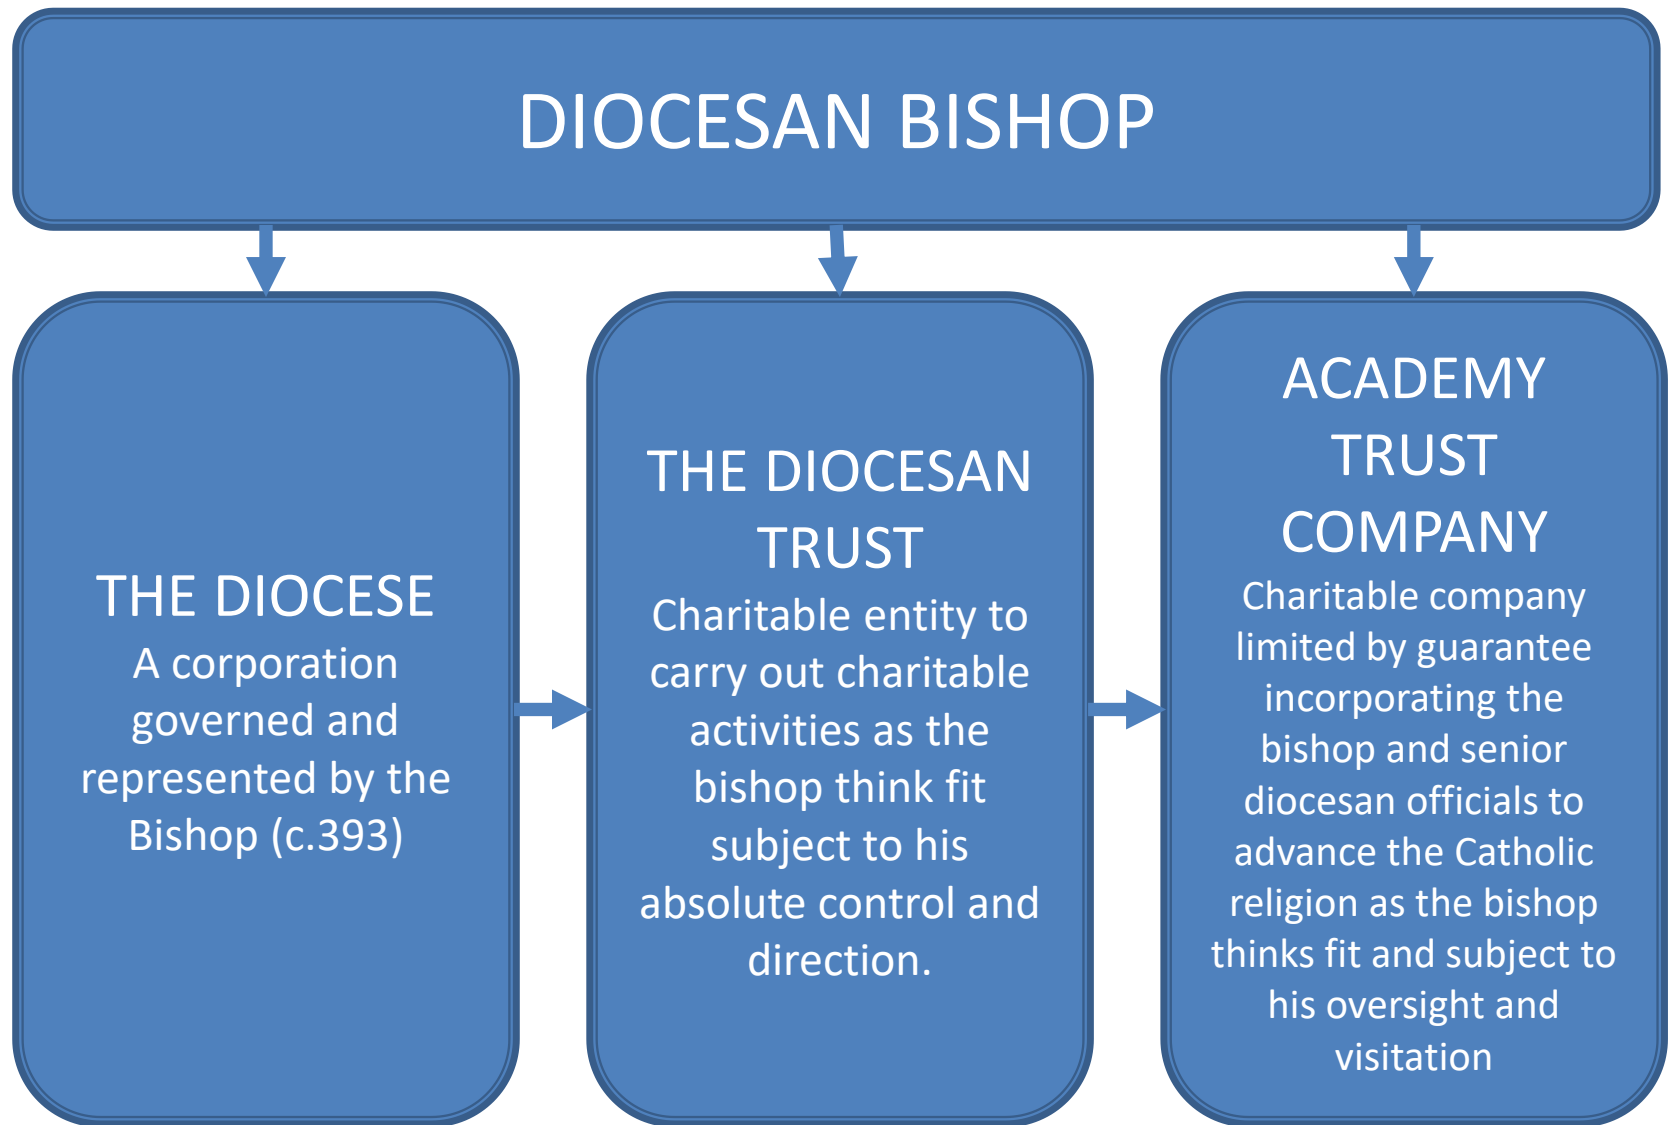 DIOCESAN BISHOP
THE DIOCESE
A corporation
governed and
represented by the
Bishop (c.393)
THE DIOCESAN
TRUST
Charitable entity to
carry out charitable
activities as the
bishop think fit
subject to his
absolute control and
direction.
ACADEMY
TRUST
COMPANY
Charitable company
limited by guarantee
incorporating the
bishop and senior
diocesan officials to
advance the Catholic
religion as the bishop
thinks fit and subject to
his oversight and
visitation